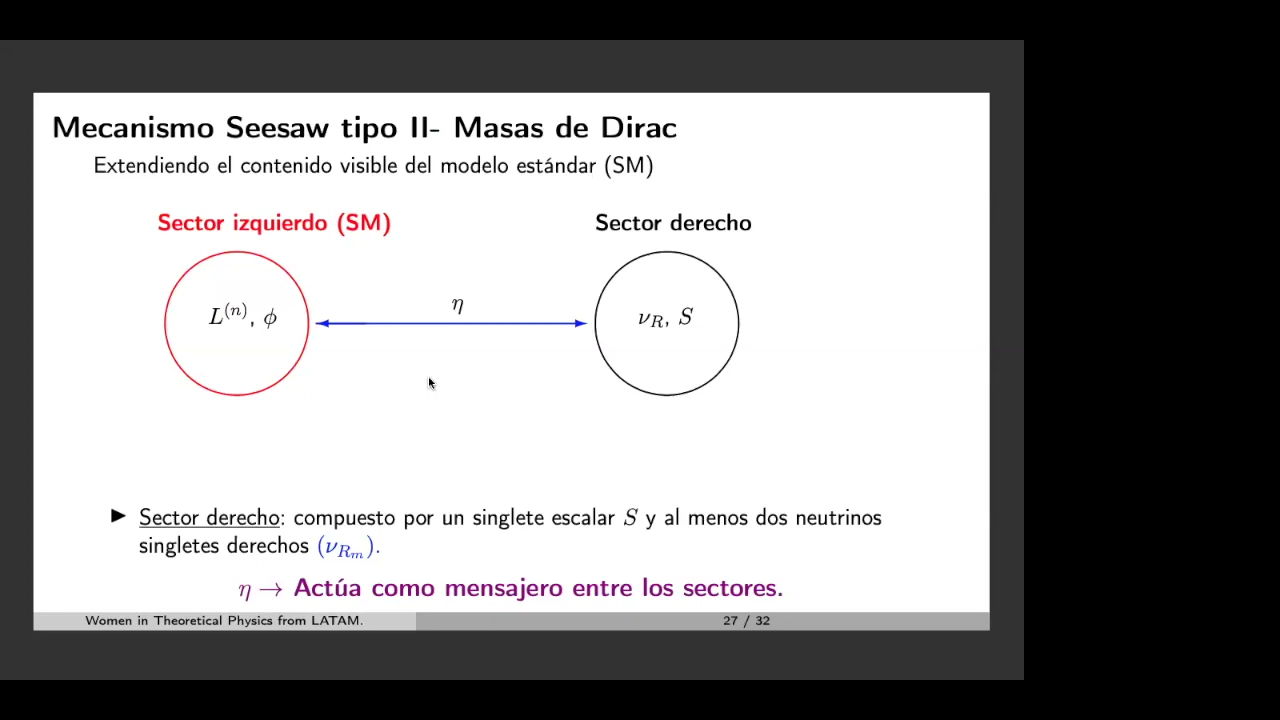 Mecanismo Seesaw tipo II- Masas de Dirac
Extendiendo el contenido visible del modelo estándar (SM)
Sector izquierdo (SM)
Sector derecho
L⁽ⁿ⁾, ϕ
η
ν_R, S
▶ Sector derecho: compuesto por un singlete escalar S y al menos dos neutrinos
singletes derechos (ν_{R_m}).
η → Actúa como mensajero entre los sectores.
Women in Theoretical Physics from LATAM.
27 / 32